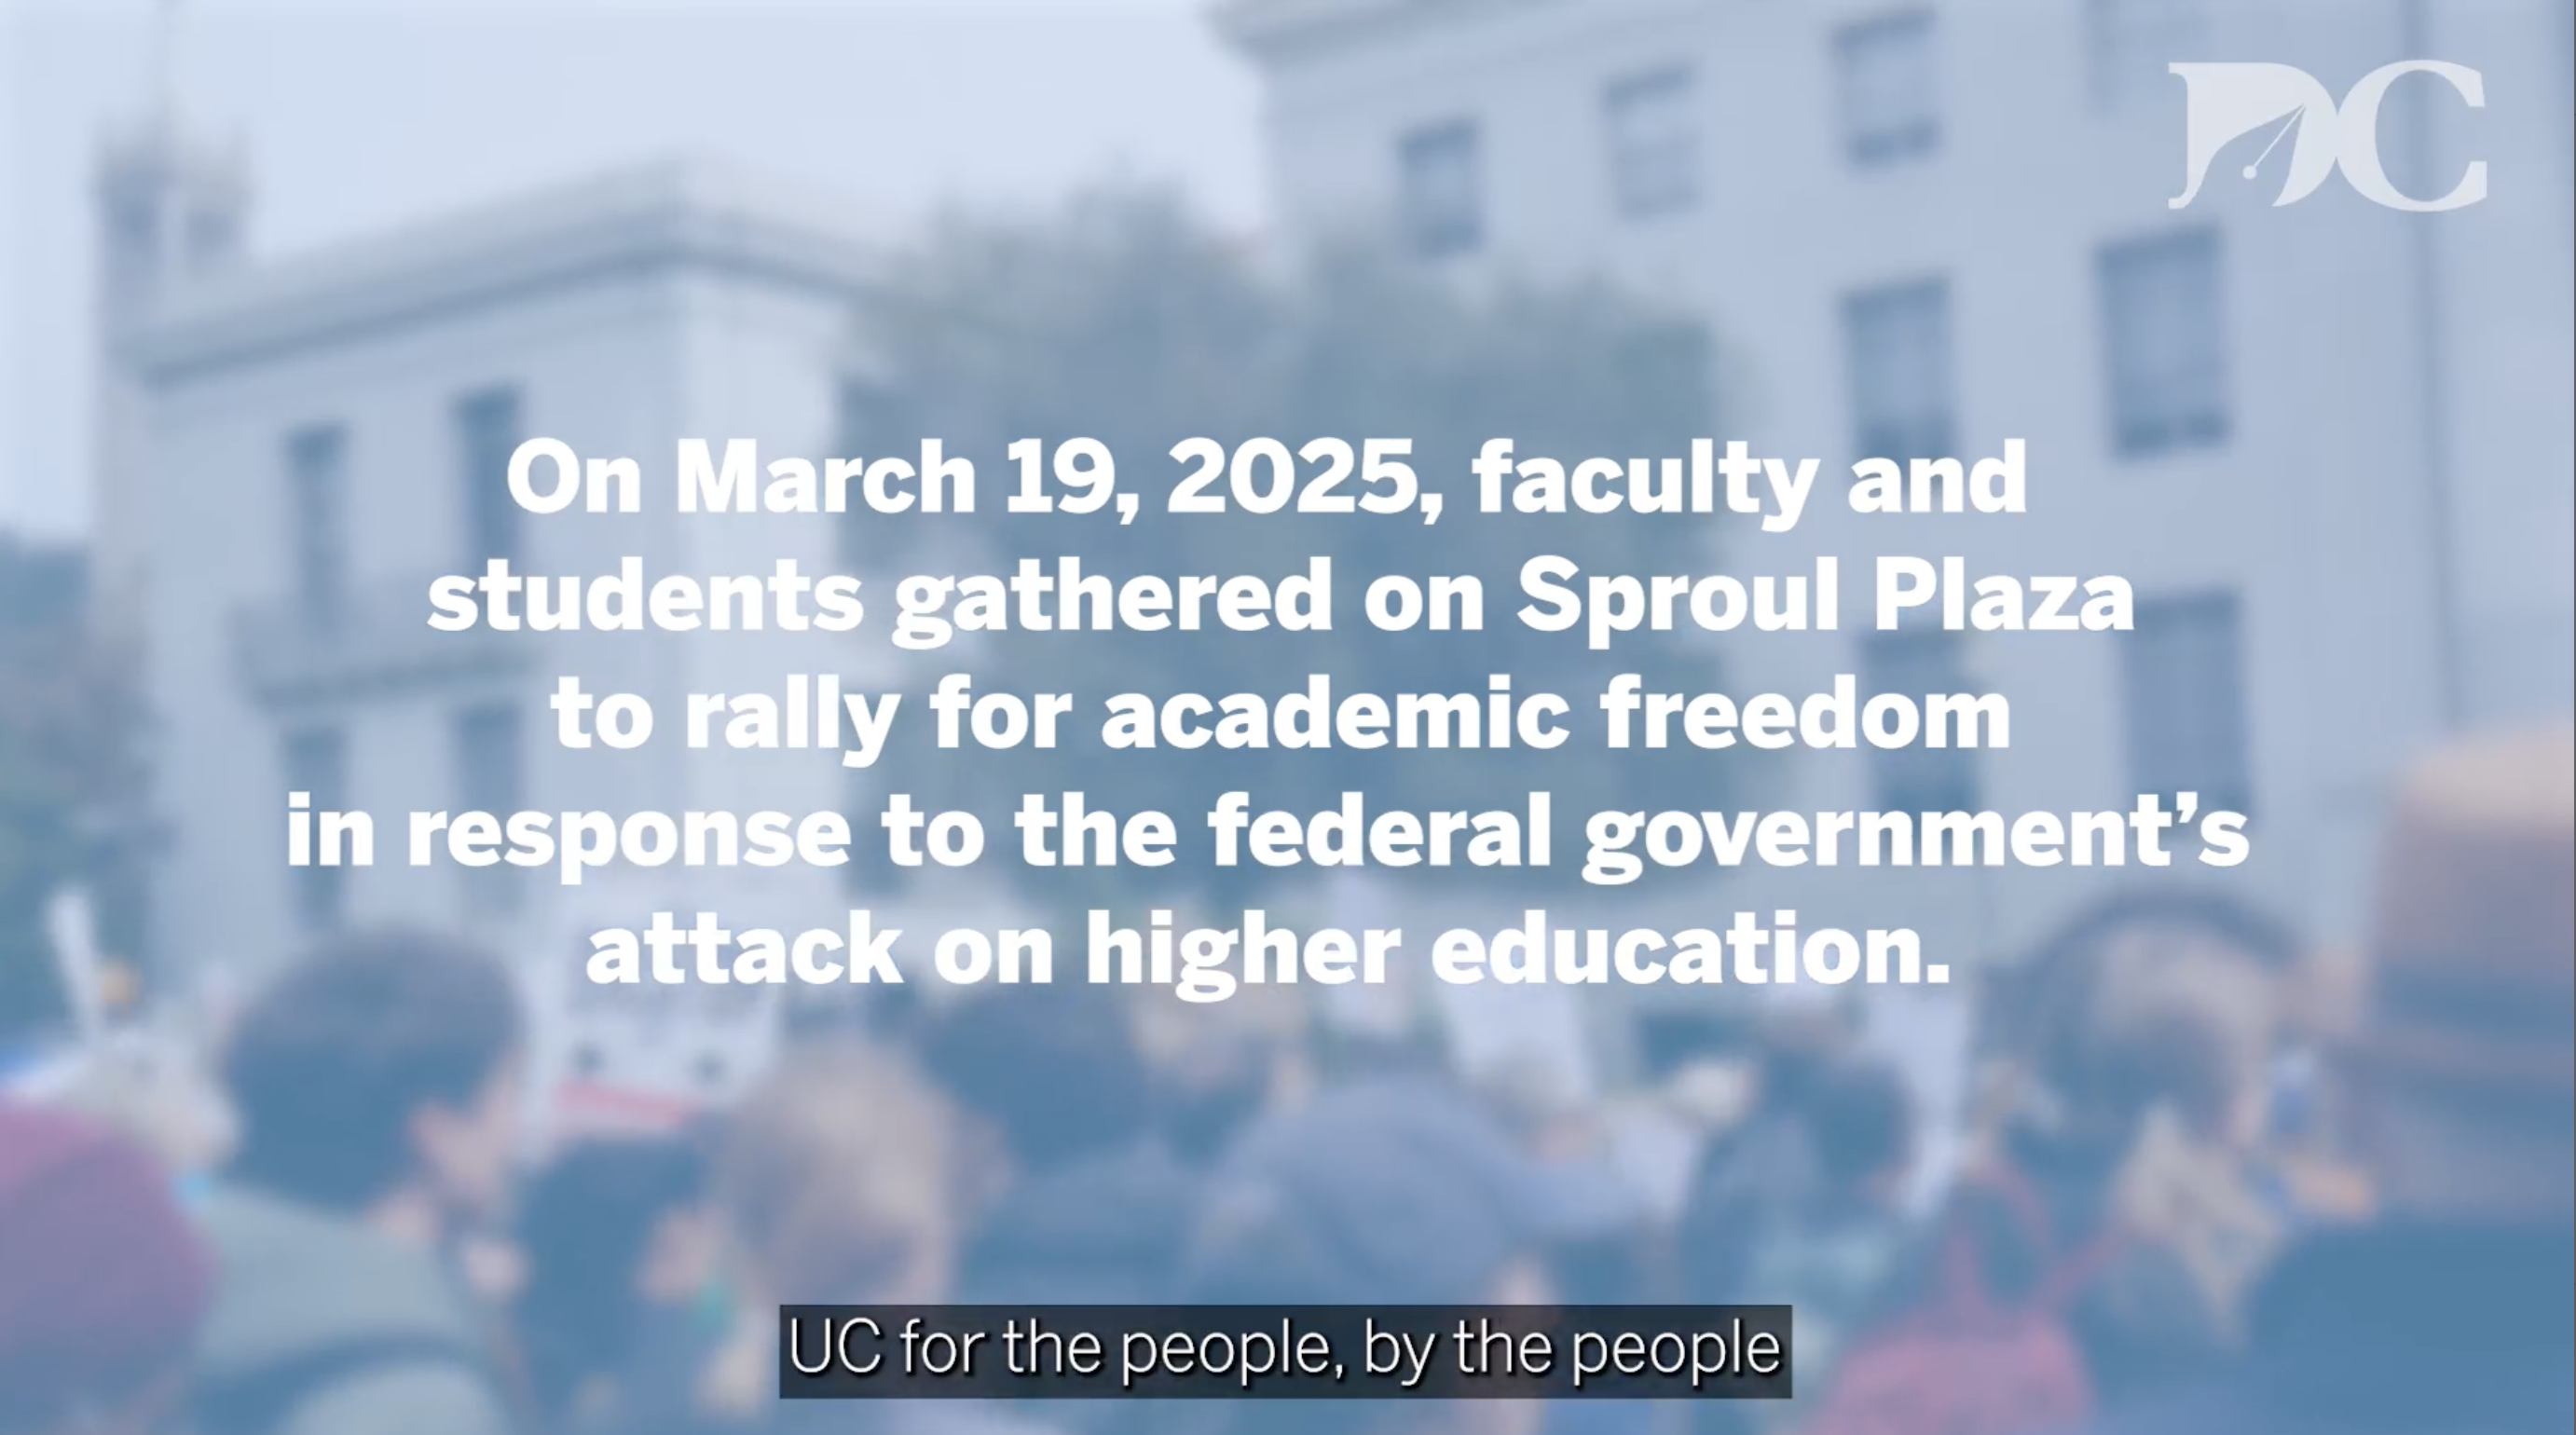 DC
On March 19, 2025, faculty and
students gathered on Sproul Plaza
to rally for academic freedom
in response to the federal government’s
attack on higher education.
UC for the people, by the people